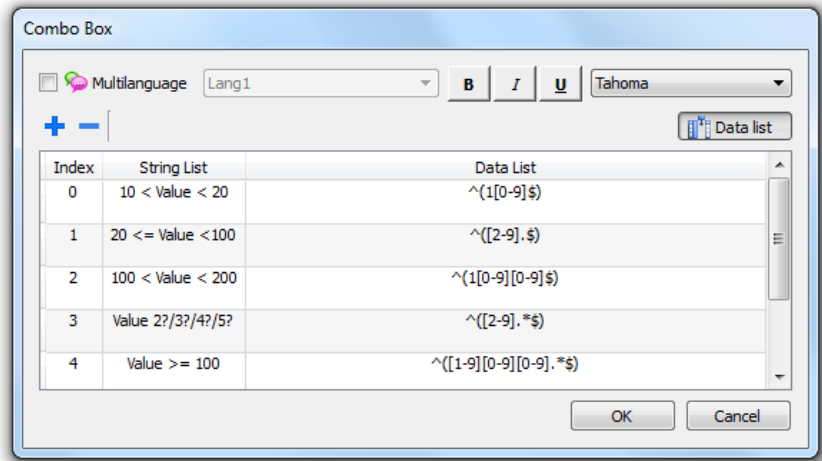 Combo Box
Multilanguage Lang1 B I U Tahoma
Data list
Index String List Data List
0 10 < Value < 20 ^(1[0-9]$)
1 20 <= Value <100 ^([2-9].$)
2 100 < Value < 200 ^(1[0-9][0-9]$)
3 Value 2?/3?/4?/5? ^([2-9].*$)
4 Value >= 100 ^([1-9][0-9][0-9].*$)
OK Cancel